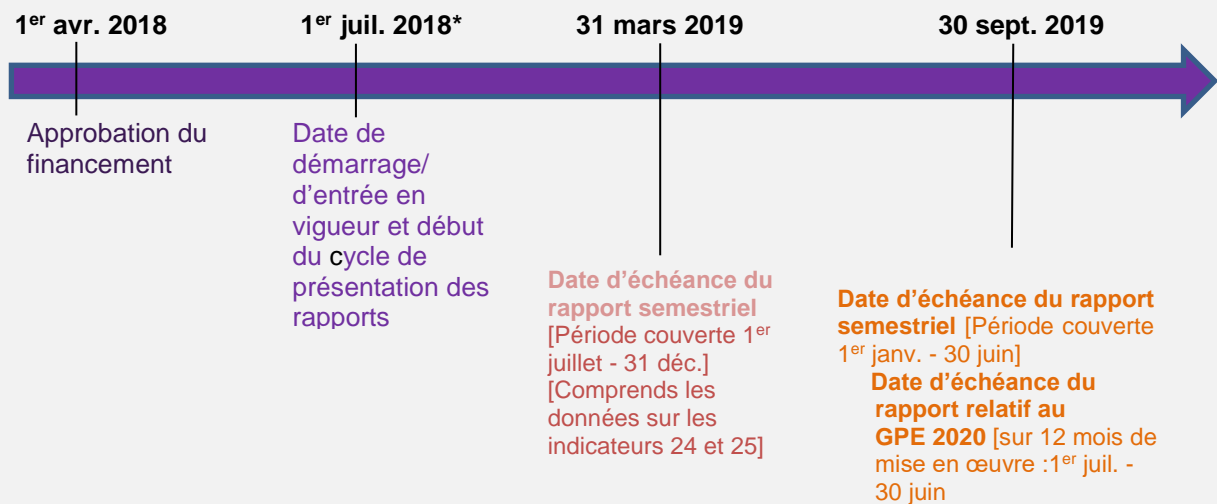 1er avr. 2018
1er juil. 2018*
31 mars 2019
30 sept. 2019
Approbation du
financement
Date de
démarrage/
d’entrée en
vigueur et début
du cycle de
présentation des
rapports
Date d’échéance du
rapport semestriel
[Période couverte 1er
juillet - 31 déc.]
[Comprends les
données sur les
indicateurs 24 et 25]
Date d’échéance du rapport
semestriel [Période couverte
1er janv. - 30 juin]
Date d’échéance du
rapport relatif au
GPE 2020 [sur 12 mois de
mise en œuvre :1er juil. -
30 juin